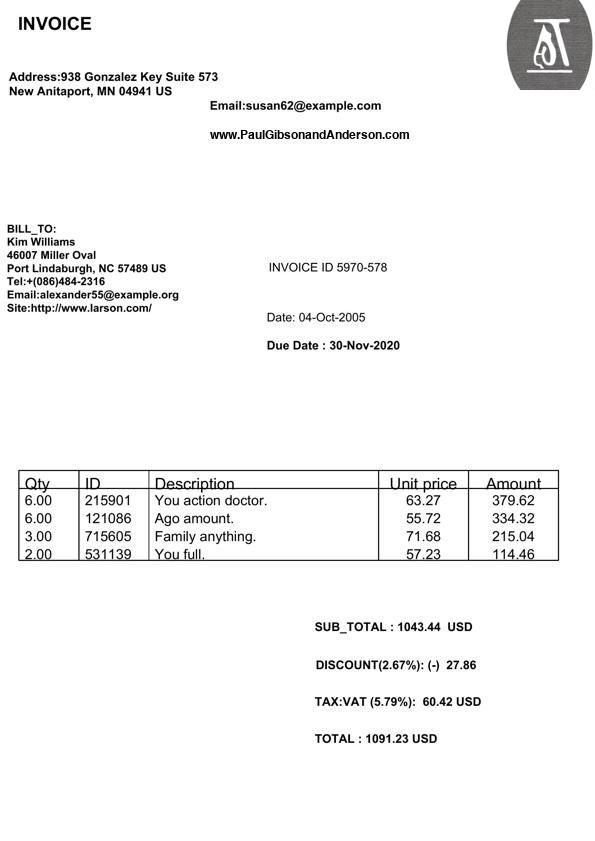 INVOICE
Address:938 Gonzalez Key Suite 573
New Anitaport, MN 04941 US
Email:susan62@example.com
www.PaulGibsonandAnderson.com
BILL_TO:
Kim Williams
46007 Miller Oval
Port Lindaburgh, NC 57489 US
Tel:+(086)484-2316
Email:alexander55@example.org
Site:http://www.larson.com/
INVOICE ID 5970-578
Date: 04-Oct-2005
Due Date : 30-Nov-2020
Qty ID Description Unit price Amount
6.00 215901 You action doctor. 63.27 379.62
6.00 121086 Ago amount. 55.72 334.32
3.00 715605 Family anything. 71.68 215.04
2.00 531139 You full. 57.23 114.46
SUB_TOTAL : 1043.44 USD
DISCOUNT(2.67%): (-) 27.86
TAX:VAT (5.79%): 60.42 USD
TOTAL : 1091.23 USD